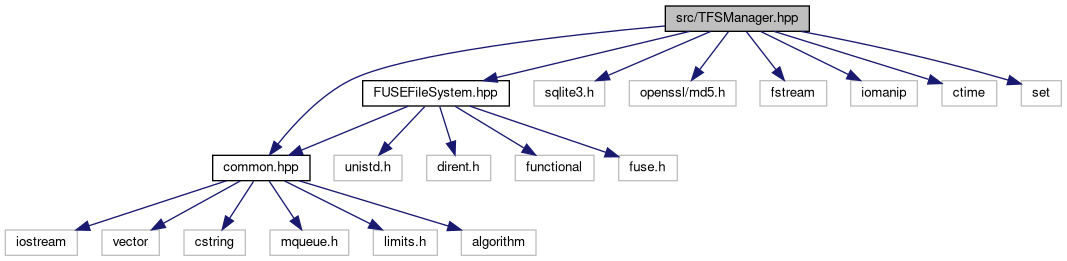 src/TFSManager.hpp
FUSEFileSystem.hpp
sqlite3.h
openssl/md5.h
fstream
iomanip
ctime
set
common.hpp
unistd.h
dirent.h
functional
fuse.h
iostream
vector
cstring
mqueue.h
limits.h
algorithm